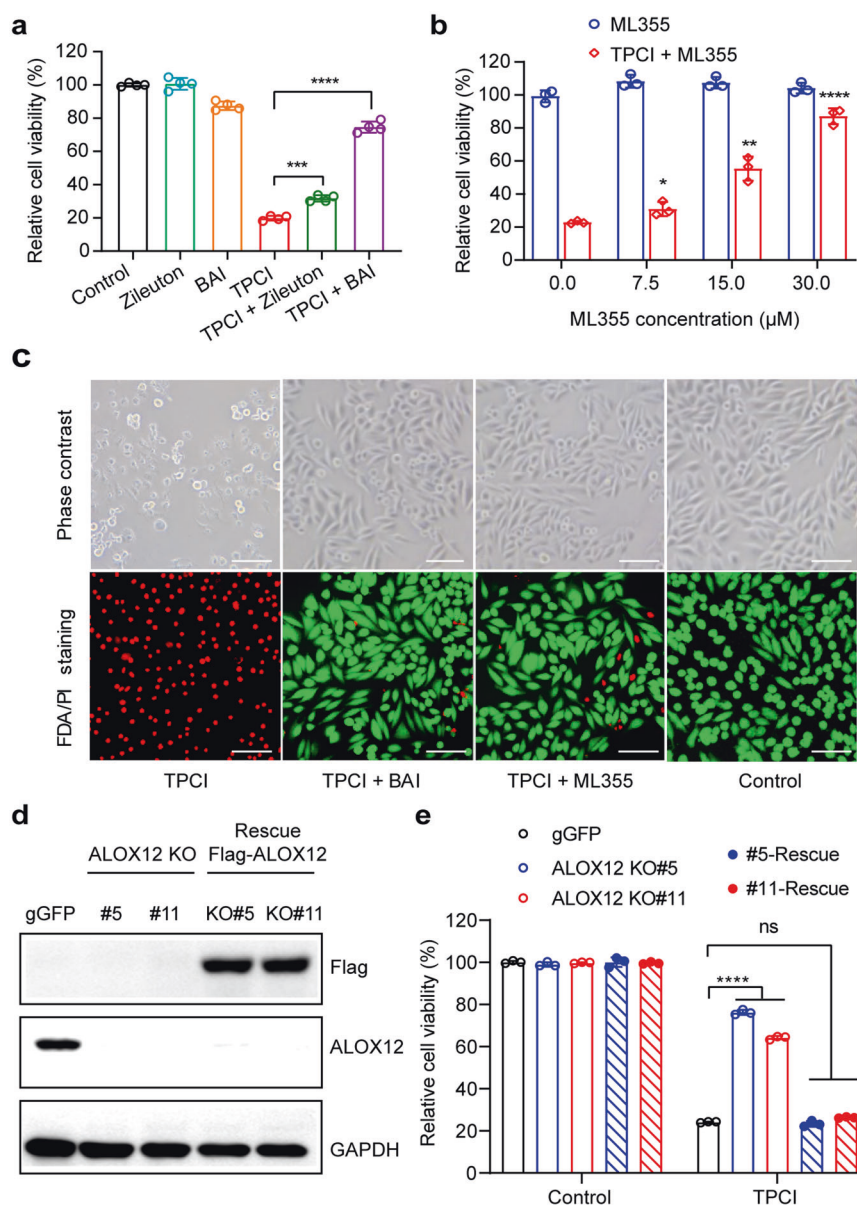 a
Relative cell viability (%)
120
100
80
60
40
20
0
****
***
Control
Zileuton
BAI
TPCI
TPCI + Zileuton
TPCI + BAI
b
ML355
TPCI + ML355
Relative cell viability (%)
120
100
80
60
40
20
0
*
**
****
0.0 7.5 15.0 30.0
ML355 concentration (µM)
c
Phase contrast
FDA/PI staining
TPCI TPCI + BAI TPCI + ML355 Control
d
Rescue
ALOX12 KO Flag-ALOX12
gGFP #5 #11 KO#5 KO#11
Flag
ALOX12
GAPDH
e
gGFP
ALOX12 KO#5
ALOX12 KO#11
#5-Rescue
#11-Rescue
Relative cell viability (%)
120
100
80
60
40
20
0
ns
****
Control TPCI